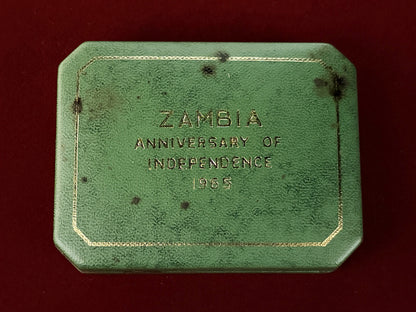 ZAMBIA
ANNIVERSARY OF
INDEPENDENCE
1965